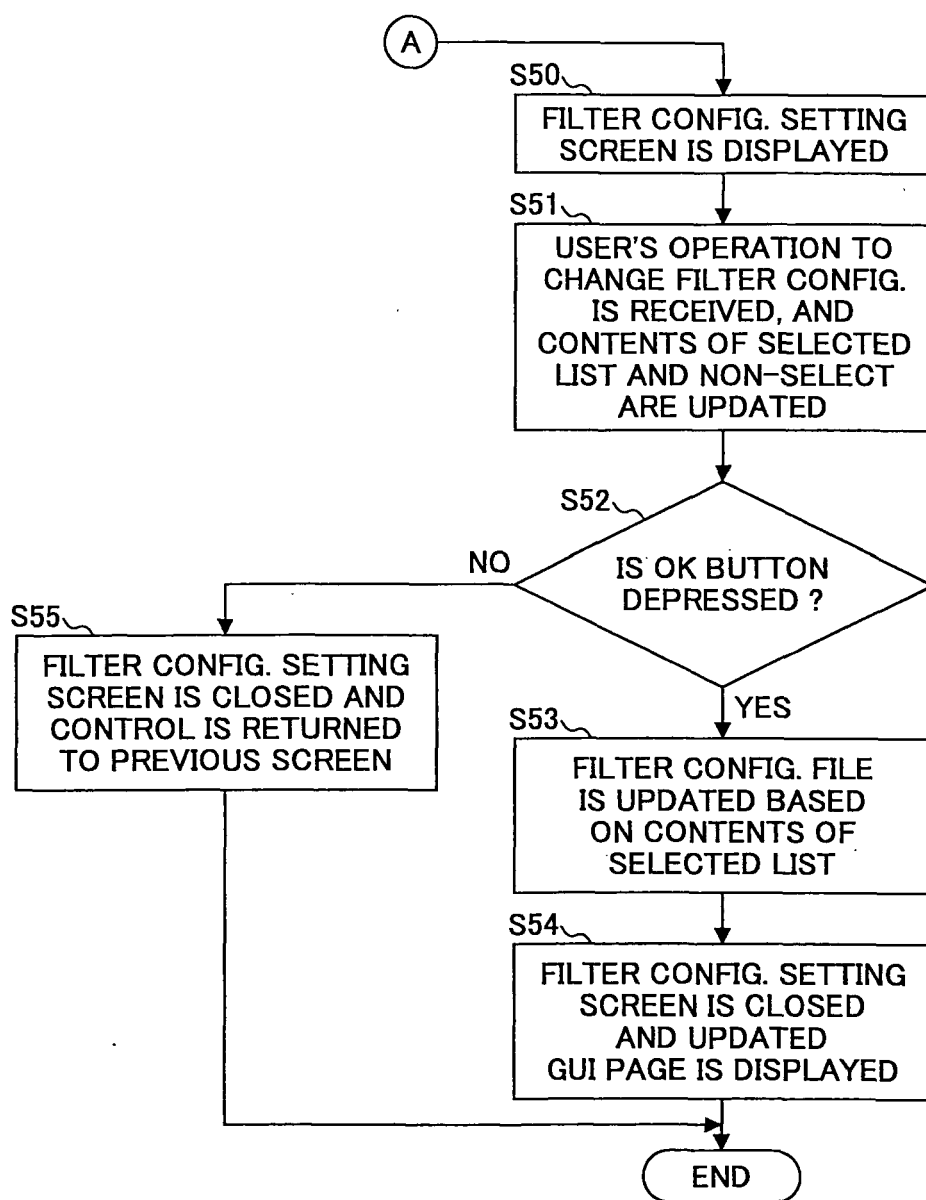 A
S50
FILTER CONFIG. SETTING
SCREEN IS DISPLAYED
S51
USER'S OPERATION TO
CHANGE FILTER CONFIG.
IS RECEIVED, AND
CONTENTS OF SELECTED
LIST AND NON-SELECT
ARE UPDATED
S52
IS OK BUTTON
DEPRESSED ?
NO
YES
S55
FILTER CONFIG. SETTING
SCREEN IS CLOSED AND
CONTROL IS RETURNED
TO PREVIOUS SCREEN
S53
FILTER CONFIG. FILE
IS UPDATED BASED
ON CONTENTS OF
SELECTED LIST
S54
FILTER CONFIG. SETTING
SCREEN IS CLOSED
AND UPDATED
GUI PAGE IS DISPLAYED
END